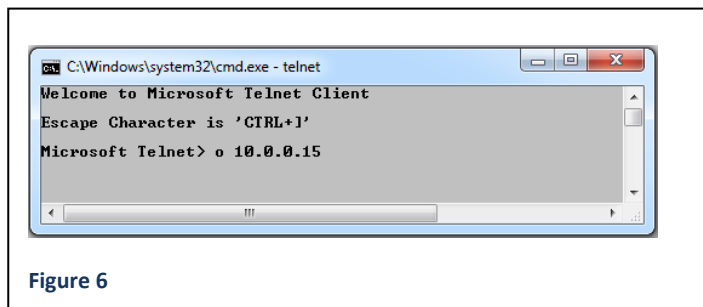 C:\Windows\system32\cmd.exe - telnet
Welcome to Microsoft Telnet Client
Escape Character is 'CTRL+]'
Microsoft Telnet> o 10.0.0.15
Figure 6